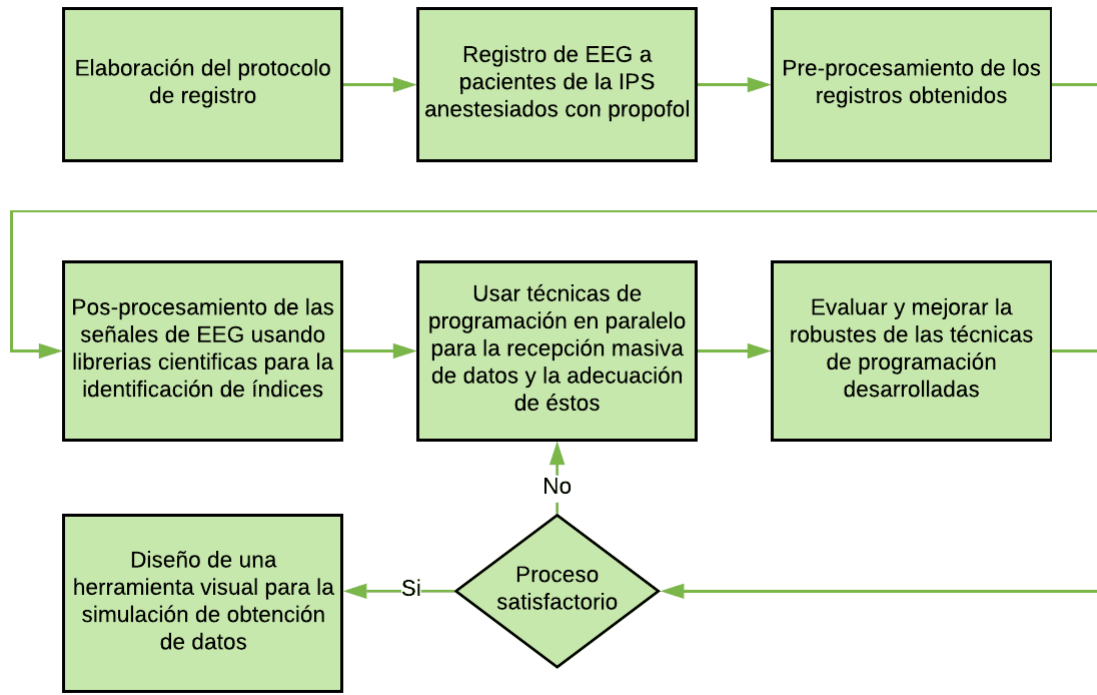 Elaboración del protocolo
de registro
Registro de EEG a
pacientes de la IPS
anestesiados con propofol
Pre-procesamiento de los
registros obtenidos
Pos-procesamiento de las
señales de EEG usando
librerias cientificas para la
identificación de índices
Usar técnicas de
programación en paralelo
para la recepción masiva
de datos y la adecuación
de éstos
Evaluar y mejorar la
robustes de las técnicas
de programación
desarrolladas
No
Proceso
satisfactorio
Si
Diseño de una
herramienta visual para la
simulación de obtención
de datos